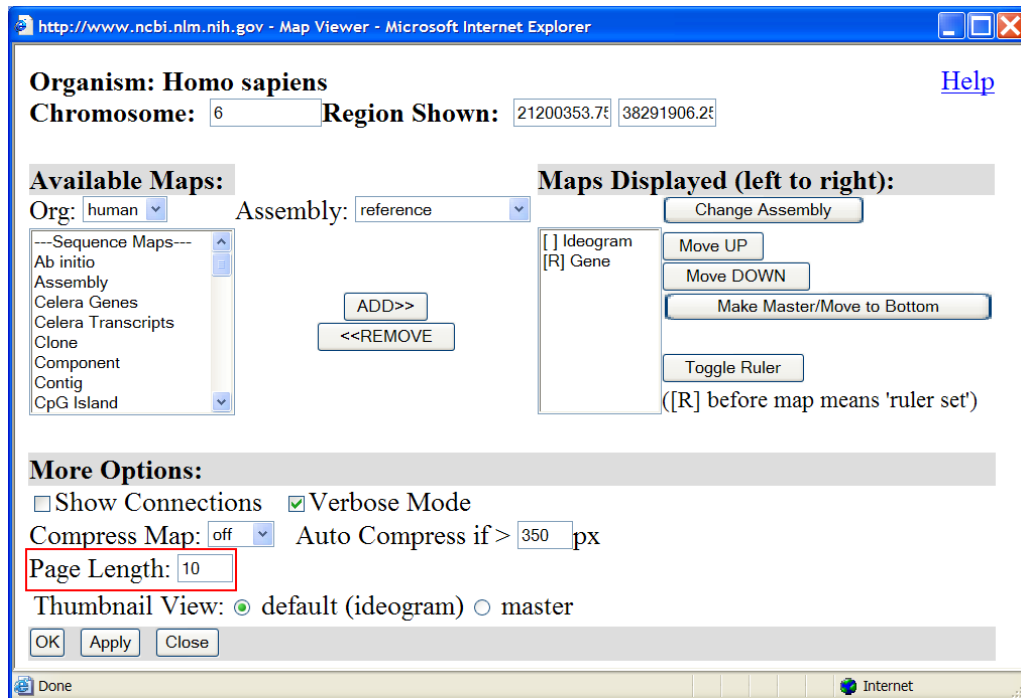 http://www.ncbi.nlm.nih.gov - Map Viewer - Microsoft Internet Explorer
Organism: Homo sapiens Help
Chromosome: 6 Region Shown: 21200353.75 38291906.25
Available Maps: Maps Displayed (left to right):
Org: human Assembly: reference Change Assembly
---Sequence Maps--- [ ] Ideogram Move UP
Ab initio [R] Gene
Assembly Move DOWN
Celera Genes ADD>> Make Master/Move to Bottom
Celera Transcripts <<REMOVE
Clone
Component Toggle Ruler
Contig
CpG Island ([R] before map means 'ruler set')
More Options:
Show Connections Verbose Mode
Compress Map: off Auto Compress if > 350 px
Page Length: 10
Thumbnail View: default (ideogram) master
OK Apply Close
Done Internet